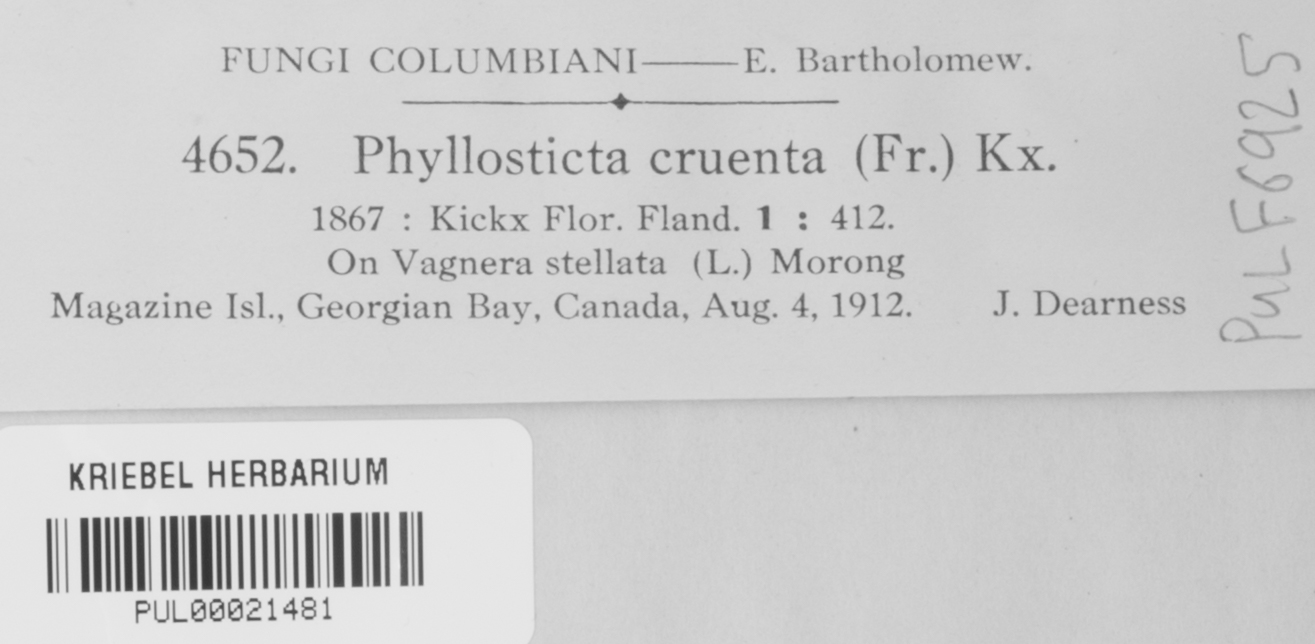 FUNGI COLUMBIANI——E. Bartholomew.
4652. Phyllosticta cruenta (Fr.) Kx.
1867 : Kickx Flor. Fland. 1 : 412.
On Vagnera stellata (L.) Morong
Magazine Isl., Georgian Bay, Canada, Aug. 4, 1912. J. Dearness
PUL F6925
KRIEBEL HERBARIUM
PUL00021481